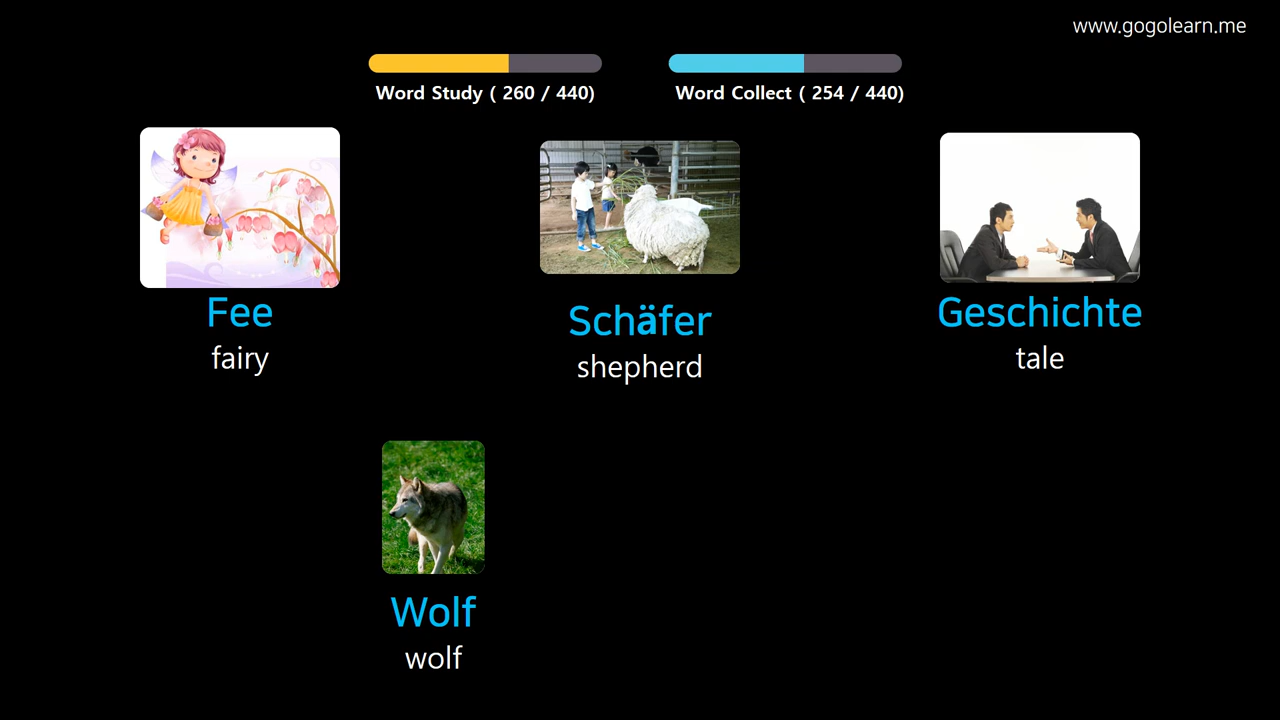 www.gogolearn.me
Word Study ( 260 / 440)
Word Collect ( 254 / 440)
Fee
fairy
Schäfer
shepherd
Geschichte
tale
Wolf
wolf